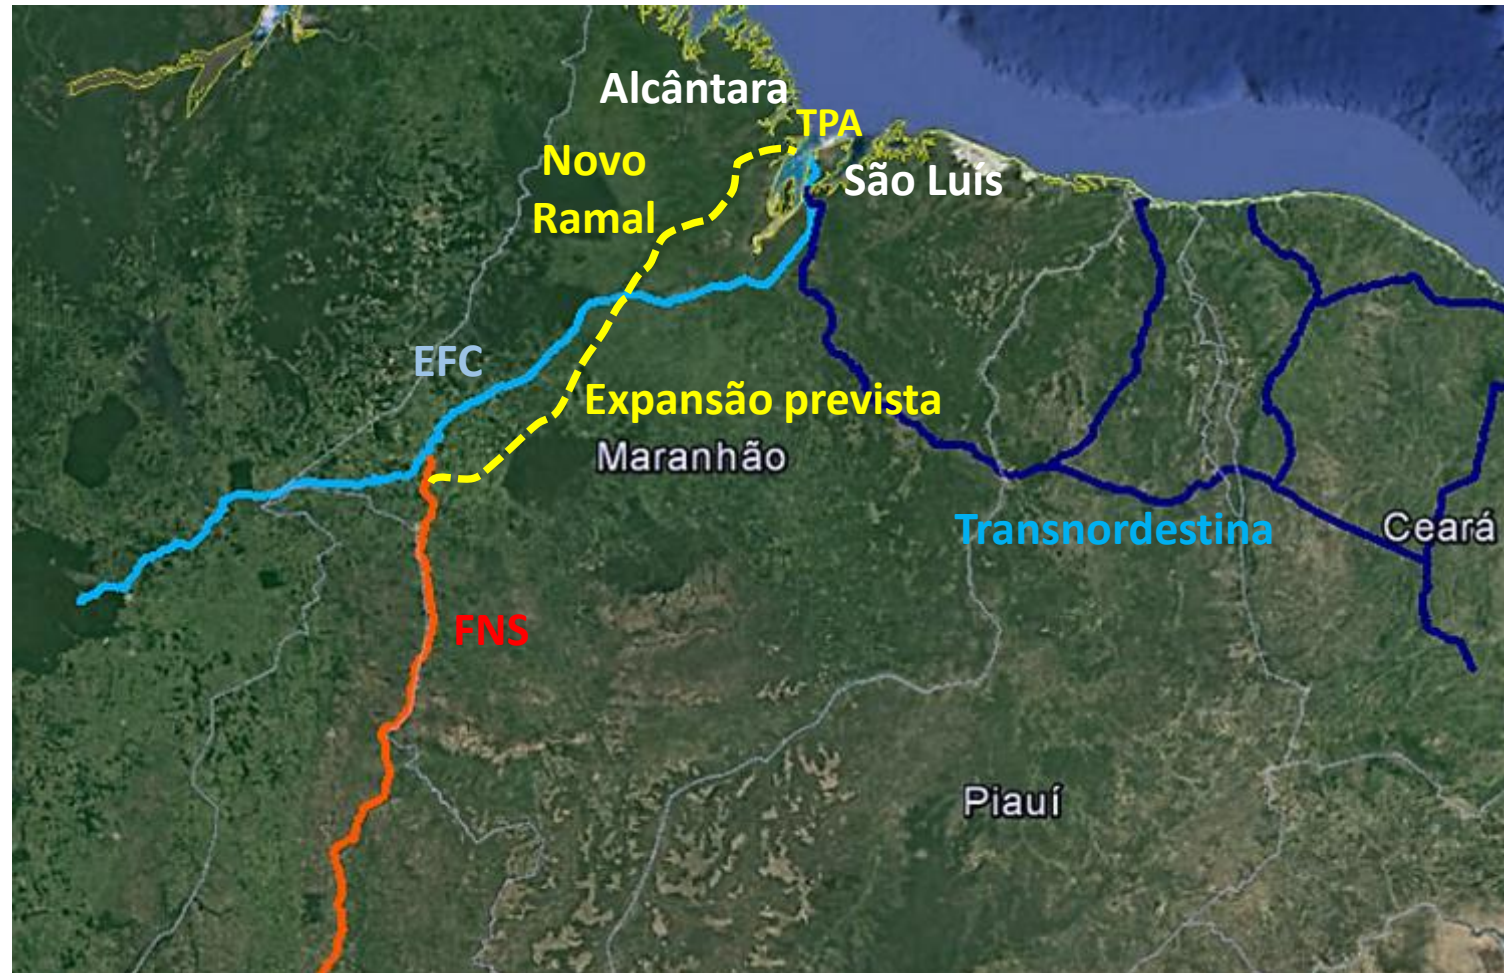 Alcântara
TPA
Novo
Ramal
São Luís
EFC
Expansão prevista
Maranhão
Transnordestina
Ceará
FNS
Piauí